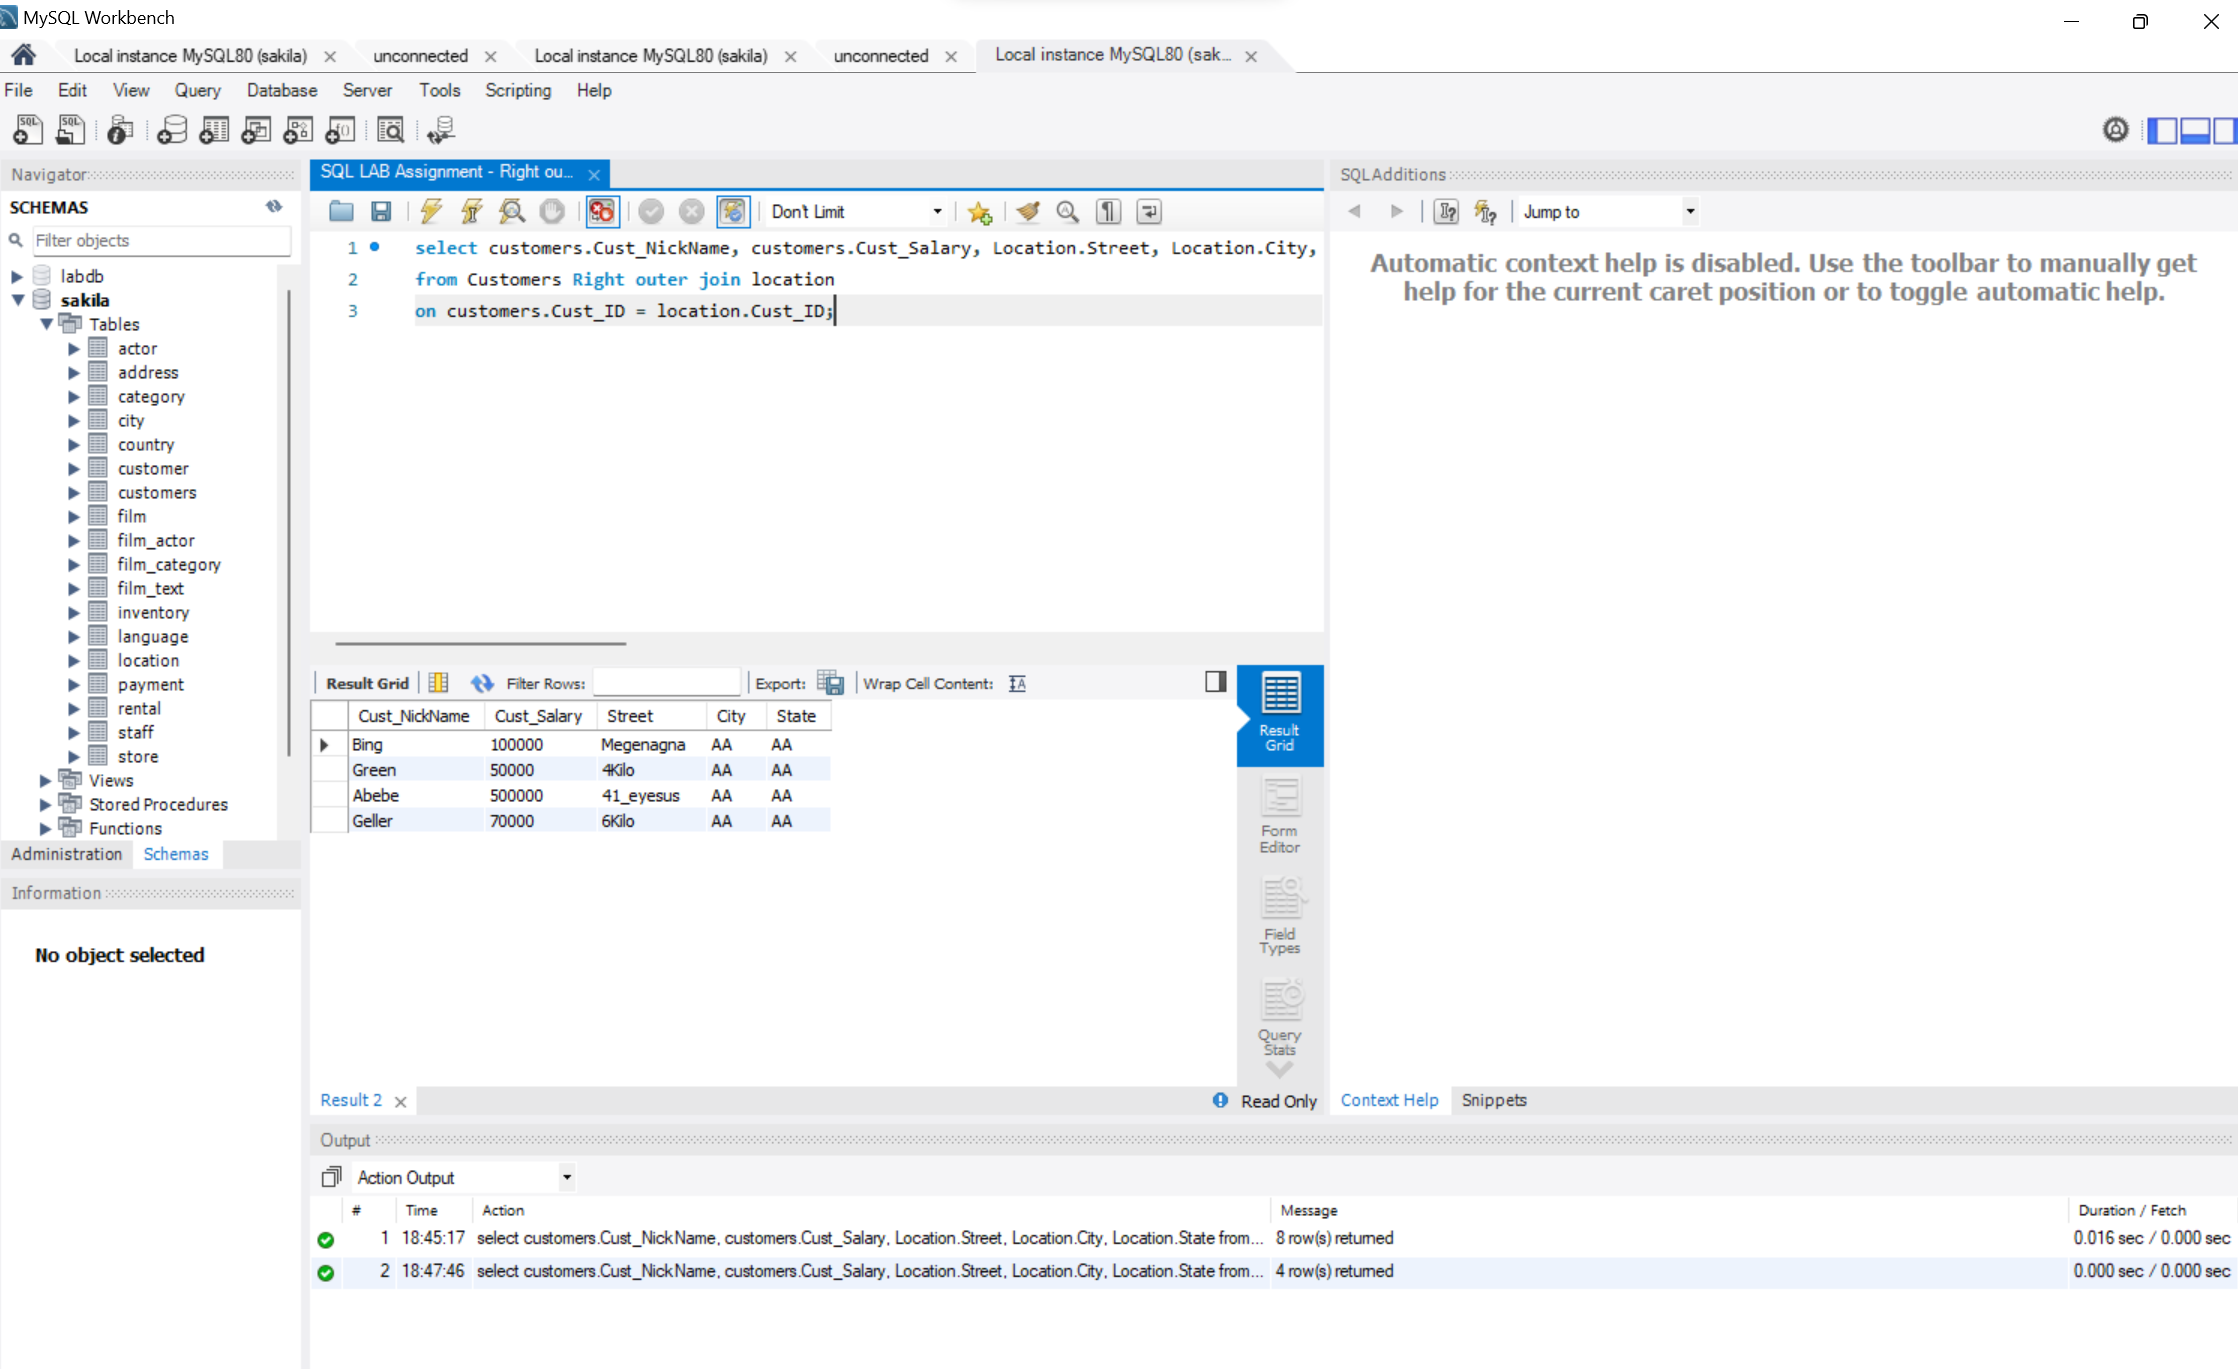 MySQL Workbench
Local instance MySQL80 (sakila) unconnected Local instance MySQL80 (sakila) unconnected Local instance MySQL80 (sak...
File Edit View Query Database Server Tools Scripting Help
Navigator
SCHEMAS
Filter objects
labdb
sakila
Tables
actor
address
category
city
country
customer
customers
film
film_actor
film_category
film_text
inventory
language
location
payment
rental
staff
store
Views
Stored Procedures
Functions
Administration Schemas
Information
No object selected
SQL LAB Assignment - Right ou...
Don't Limit
1 select customers.Cust_NickName, customers.Cust_Salary, Location.Street, Location.City,
2 from Customers Right outer join location
3 on customers.Cust_ID = location.Cust_ID;
Result Grid Filter Rows: Export: Wrap Cell Content:
Cust_NickName Cust_Salary Street City State
Bing 100000 Megenagna AA AA
Green 50000 4Kilo AA AA
Abebe 500000 41_eyesus AA AA
Geller 70000 6Kilo AA AA
Result
Grid
Form
Editor
Field
Types
Query
Stats
Result 2 Read Only
SQLAdditions
Jump to
Automatic context help is disabled. Use the toolbar to manually get
help for the current caret position or to toggle automatic help.
Context Help Snippets
Output
Action Output
# Time Action Message Duration / Fetch
1 18:45:17 select customers.Cust_NickName, customers.Cust_Salary, Location.Street, Location.City, Location.State from... 8 row(s) returned 0.016 sec / 0.000 sec
2 18:47:46 select customers.Cust_NickName, customers.Cust_Salary, Location.Street, Location.City, Location.State from... 4 row(s) returned 0.000 sec / 0.000 sec